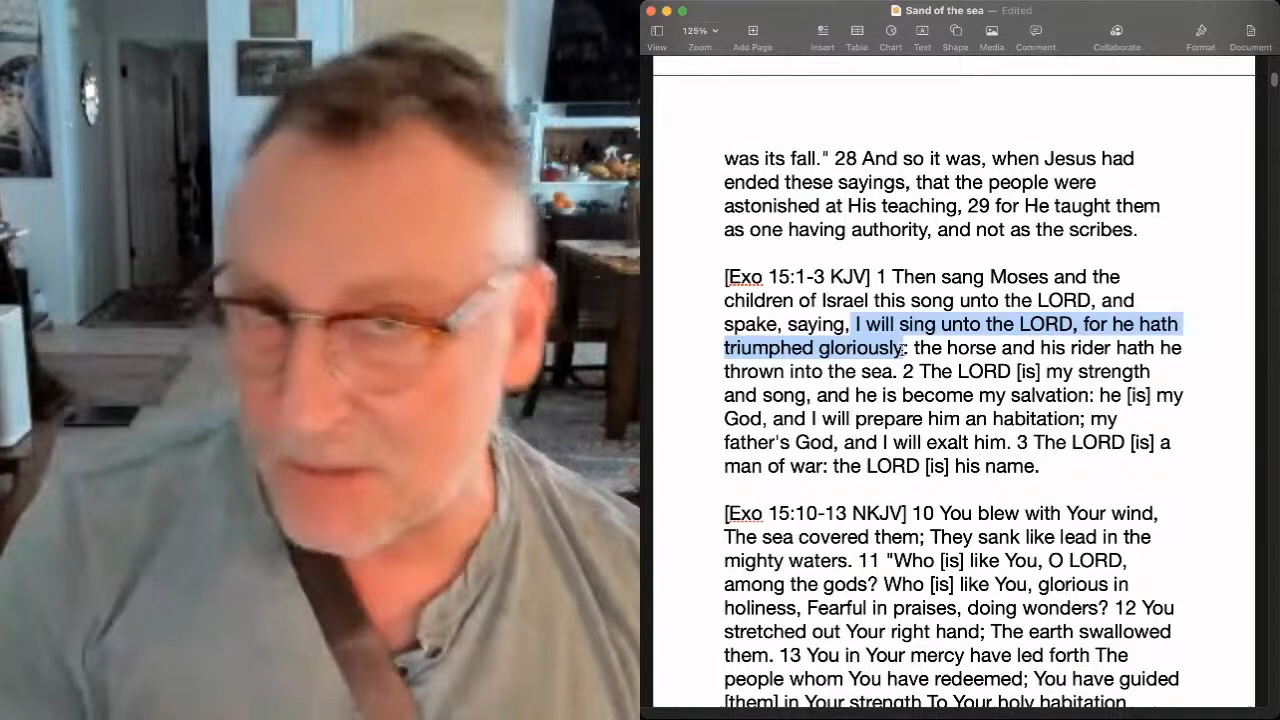 Sand of the sea — Edited
125%
View
Zoom
Add Page
Insert
Table
Chart
Text
Shape
Media
Comment
Collaborate
Format
Document
was its fall." 28 And so it was, when Jesus had
ended these sayings, that the people were
astonished at His teaching, 29 for He taught them
as one having authority, and not as the scribes.
[Exo 15:1-3 KJV] 1 Then sang Moses and the
children of Israel this song unto the LORD, and
spake, saying, I will sing unto the LORD, for he hath
triumphed gloriously: the horse and his rider hath he
thrown into the sea. 2 The LORD [is] my strength
and song, and he is become my salvation: he [is] my
God, and I will prepare him an habitation; my
father's God, and I will exalt him. 3 The LORD [is] a
man of war: the LORD [is] his name.
[Exo 15:10-13 NKJV] 10 You blew with Your wind,
The sea covered them; They sank like lead in the
mighty waters. 11 "Who [is] like You, O LORD,
among the gods? Who [is] like You, glorious in
holiness, Fearful in praises, doing wonders? 12 You
stretched out Your right hand; The earth swallowed
them. 13 You in Your mercy have led forth The
people whom You have redeemed; You have guided
[them] in Your strength To Your holy habitation